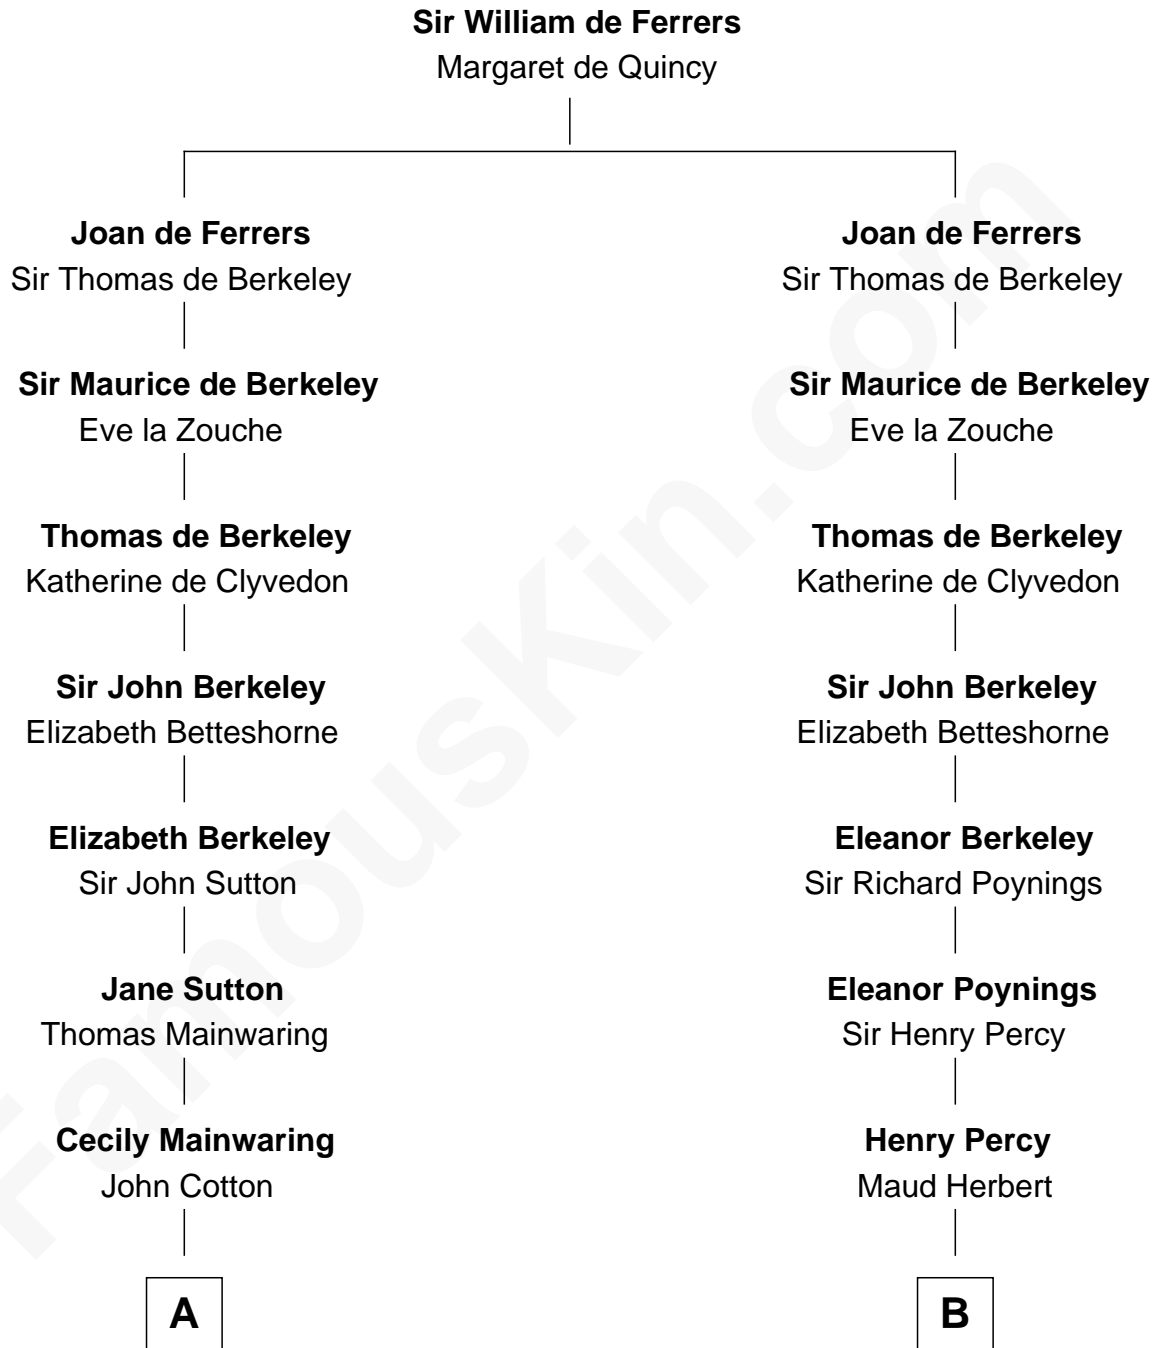 Sir William de Ferrers
Margaret de Quincy
Joan de Ferrers
Sir Thomas de Berkeley
Sir Maurice de Berkeley
Eve la Zouche
Thomas de Berkeley
Katherine de Clyvedon
Sir John Berkeley
Elizabeth Betteshorne
Elizabeth Berkeley
Sir John Sutton
Jane Sutton
Thomas Mainwaring
Cecily Mainwaring
John Cotton
A
Joan de Ferrers
Sir Thomas de Berkeley
Sir Maurice de Berkeley
Eve la Zouche
Thomas de Berkeley
Katherine de Clyvedon
Sir John Berkeley
Elizabeth Betteshorne
Eleanor Berkeley
Sir Richard Poynings
Eleanor Poynings
Sir Henry Percy
Henry Percy
Maud Herbert
B
FamousKin.com